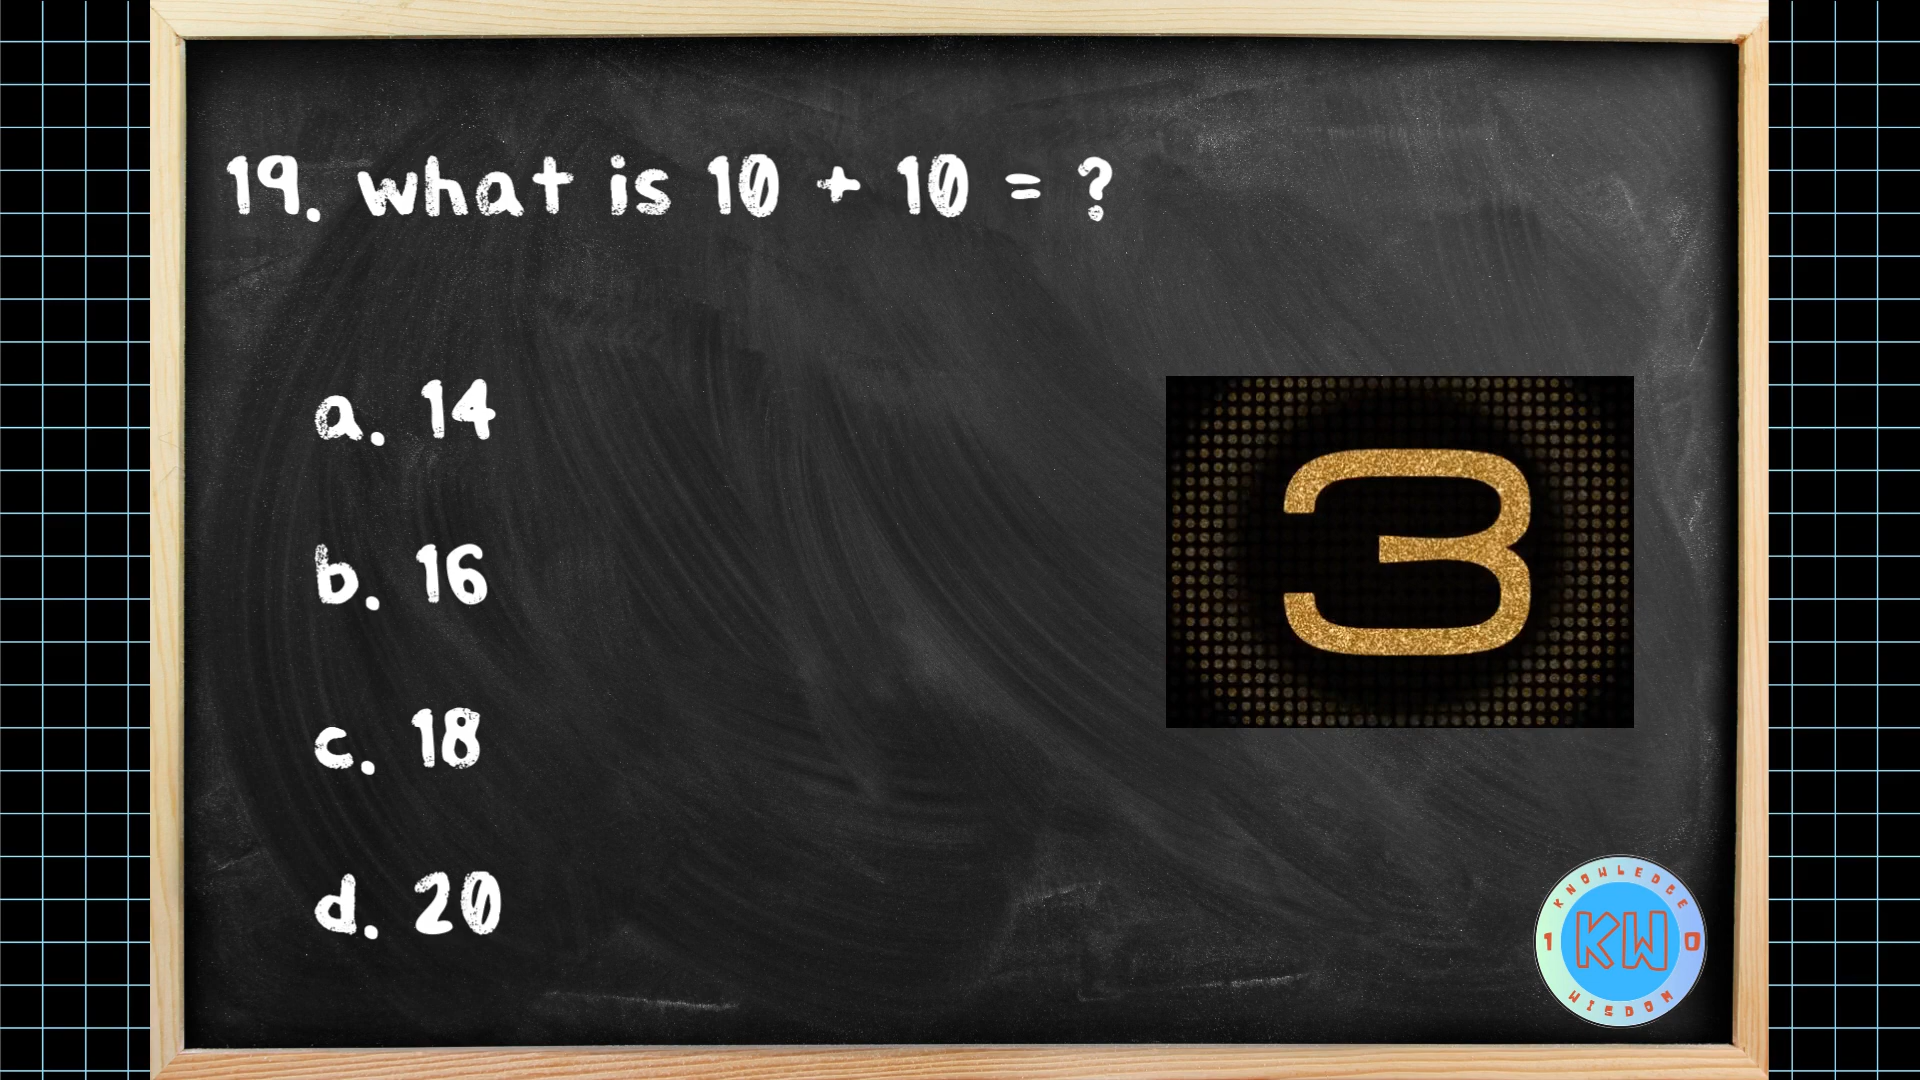 19. what is 10 + 10 = ?
a. 14
b. 16
c. 18
d. 20
3
KNOWLEDGE
1 KW 0
WISDOM